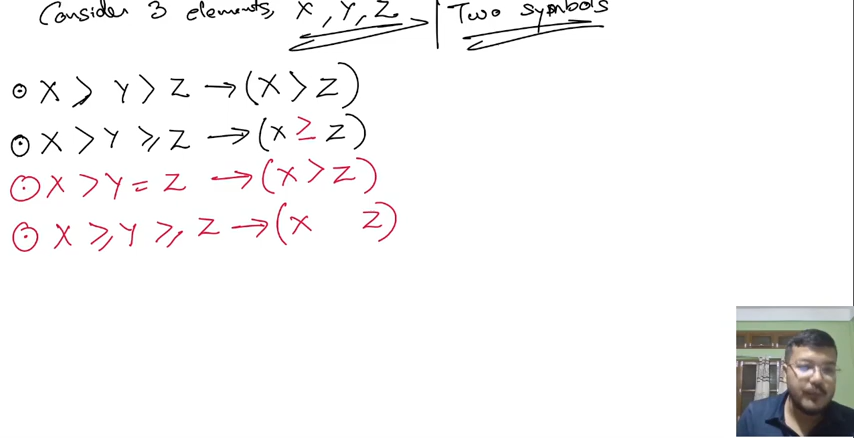 Consider 3 elements, X, Y, Z | Two symbols
⊙ X > Y > Z → (X > Z)
⊙ X > Y ≥ Z → (X ≥ Z)
⊙ X > Y = Z → (X > Z)
⊙ X ≥ Y ≥ Z → (X Z)